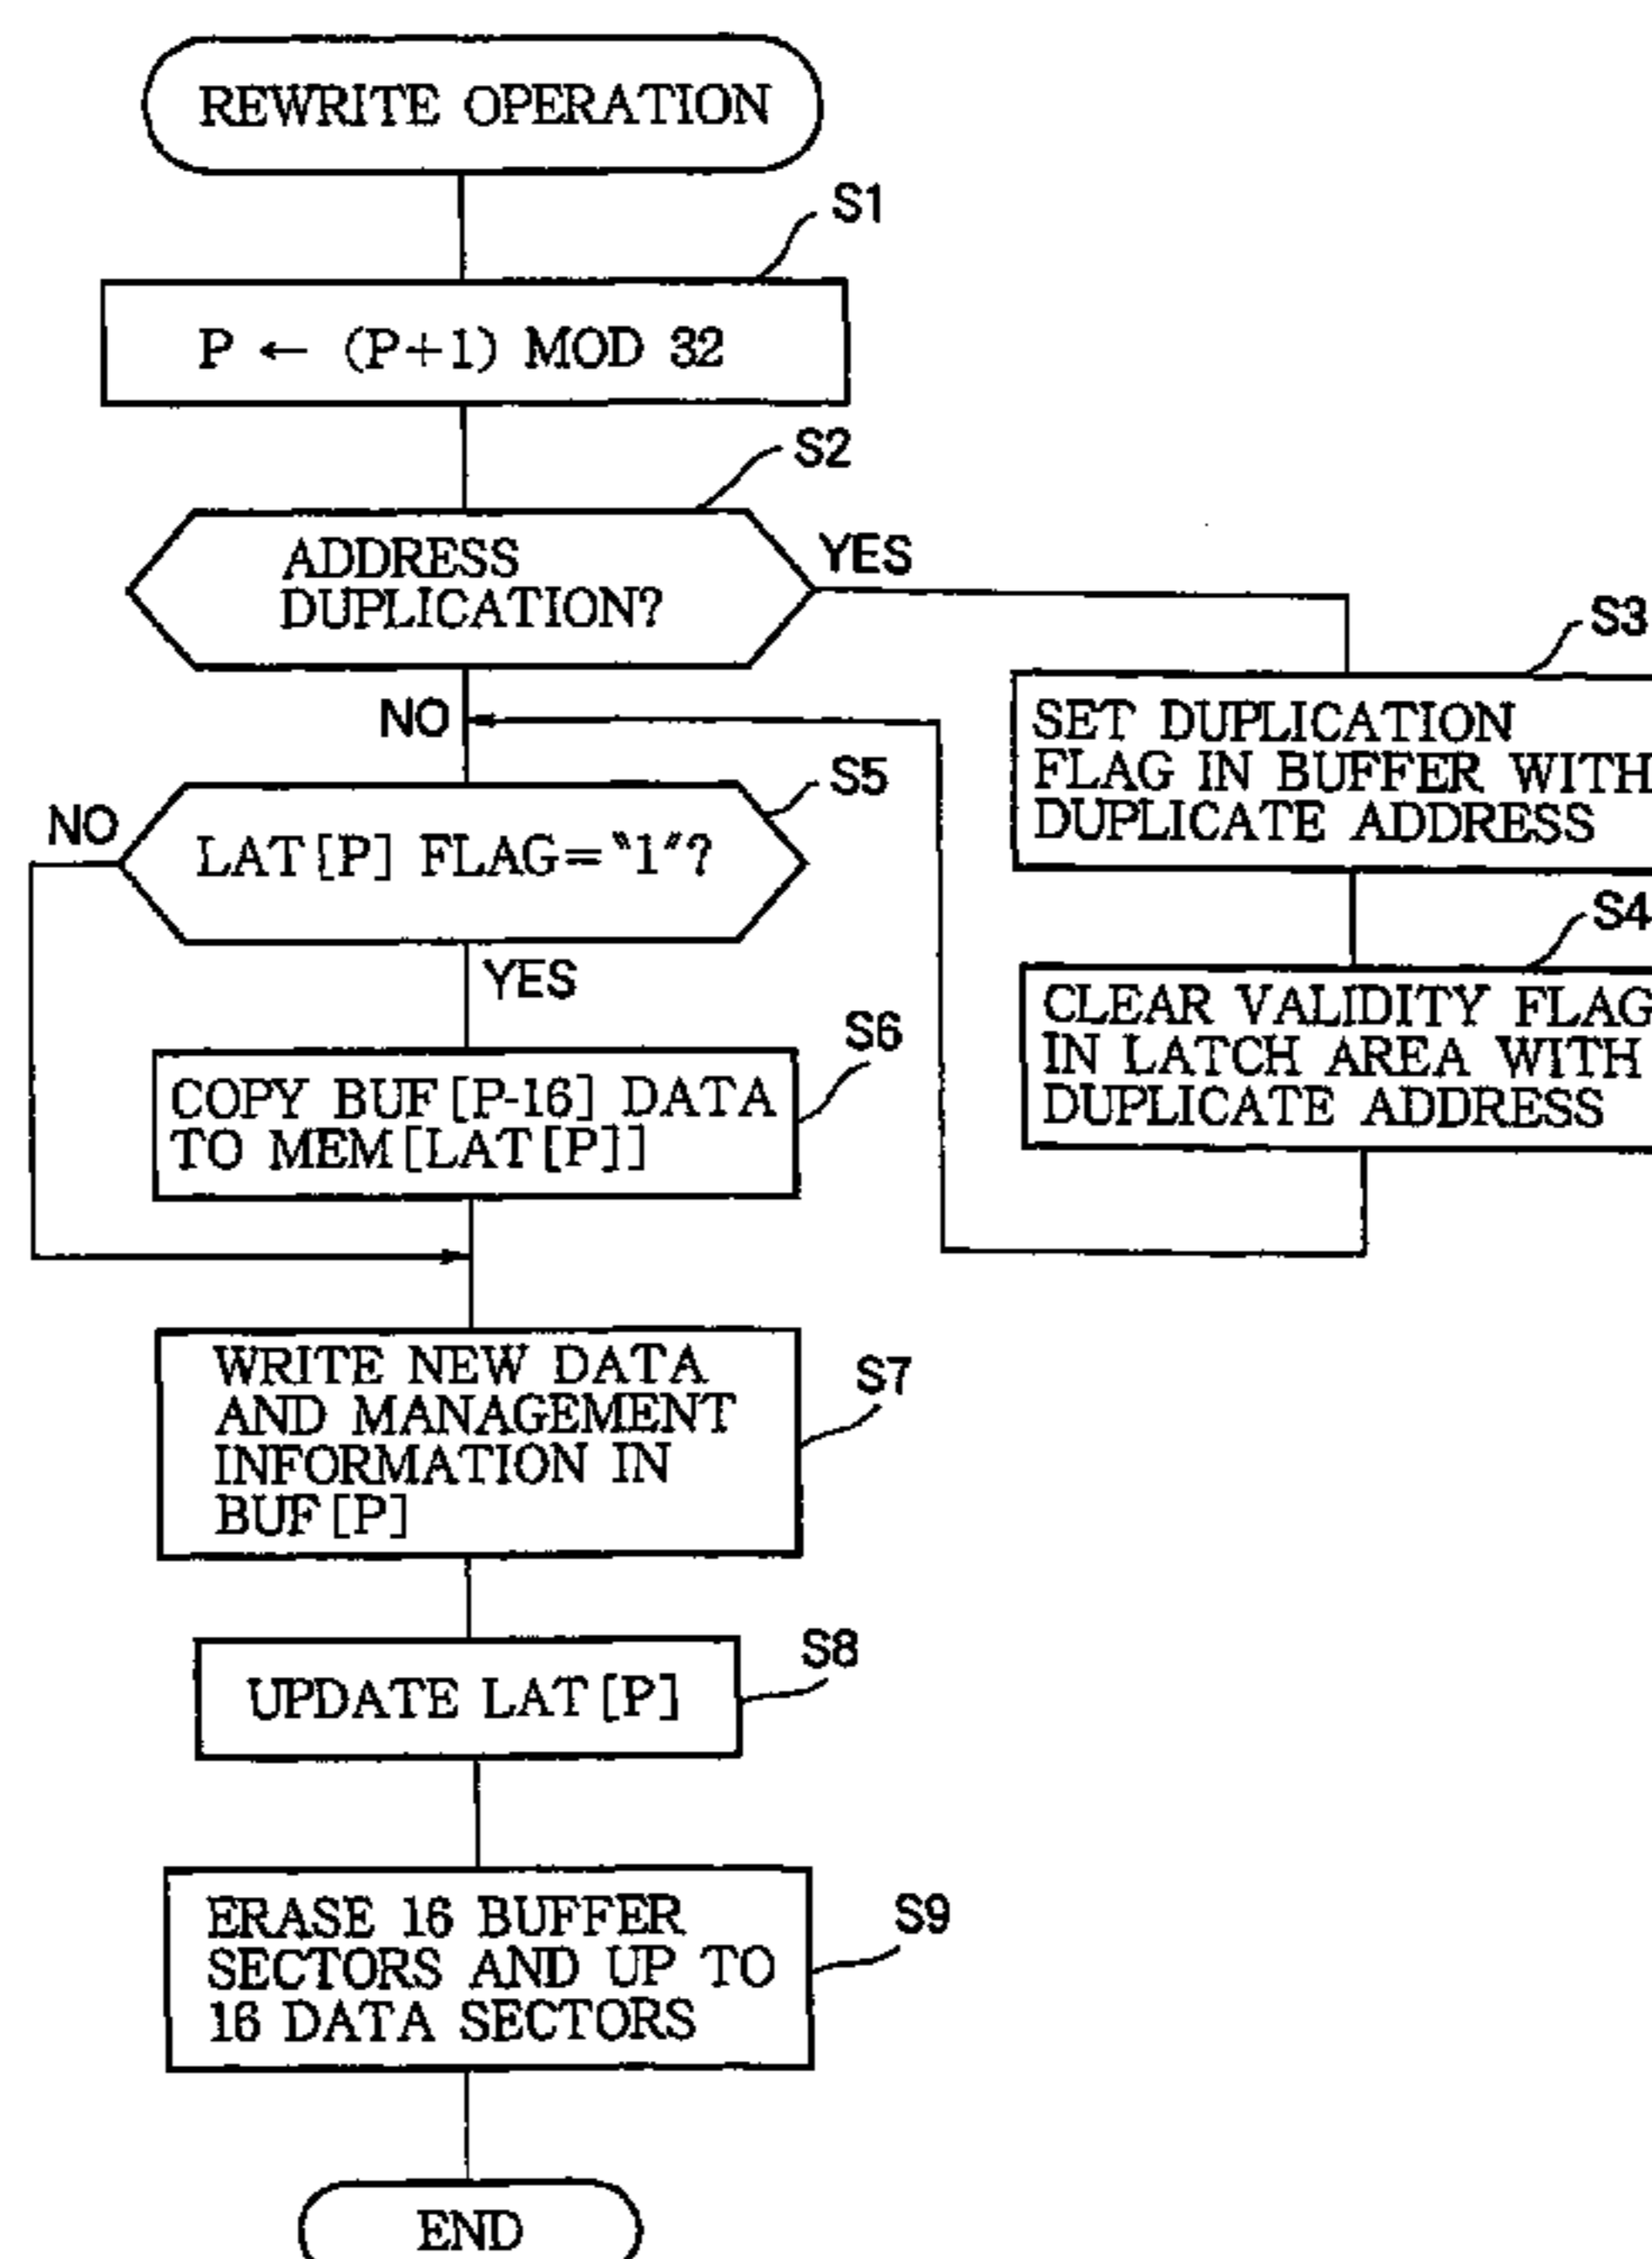 REWRITE OPERATION
S1
P ← (P+1) MOD 32
S2
ADDRESS
DUPLICATION?
YES
NO
S3
SET DUPLICATION
FLAG IN BUFFER WITH
DUPLICATE ADDRESS
S4
CLEAR VALIDITY FLAG
IN LATCH AREA WITH
DUPLICATE ADDRESS
S5
NO
LAT[P] FLAG=“1”?
YES
S6
COPY BUF[P-16] DATA
TO MEM[LAT[P]]
S7
WRITE NEW DATA
AND MANAGEMENT
INFORMATION IN
BUF[P]
S8
UPDATE LAT[P]
S9
ERASE 16 BUFFER
SECTORS AND UP TO
16 DATA SECTORS
END